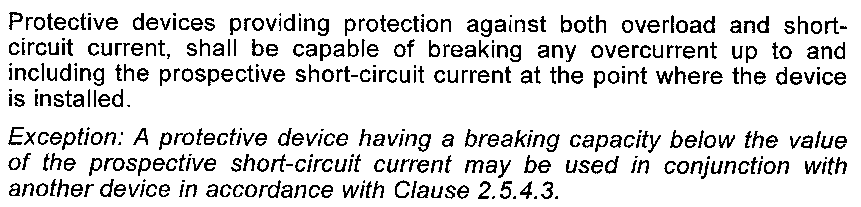 Protective devices providing protection against both overload and short-
circuit current, shall be capable of breaking any overcurrent up to and
including the prospective short-circuit current at the point where the device
is installed.
Exception: A protective device having a breaking capacity below the value
of the prospective short-circuit current may be used in conjunction with
another device in accordance with Clause 2.5.4.3.